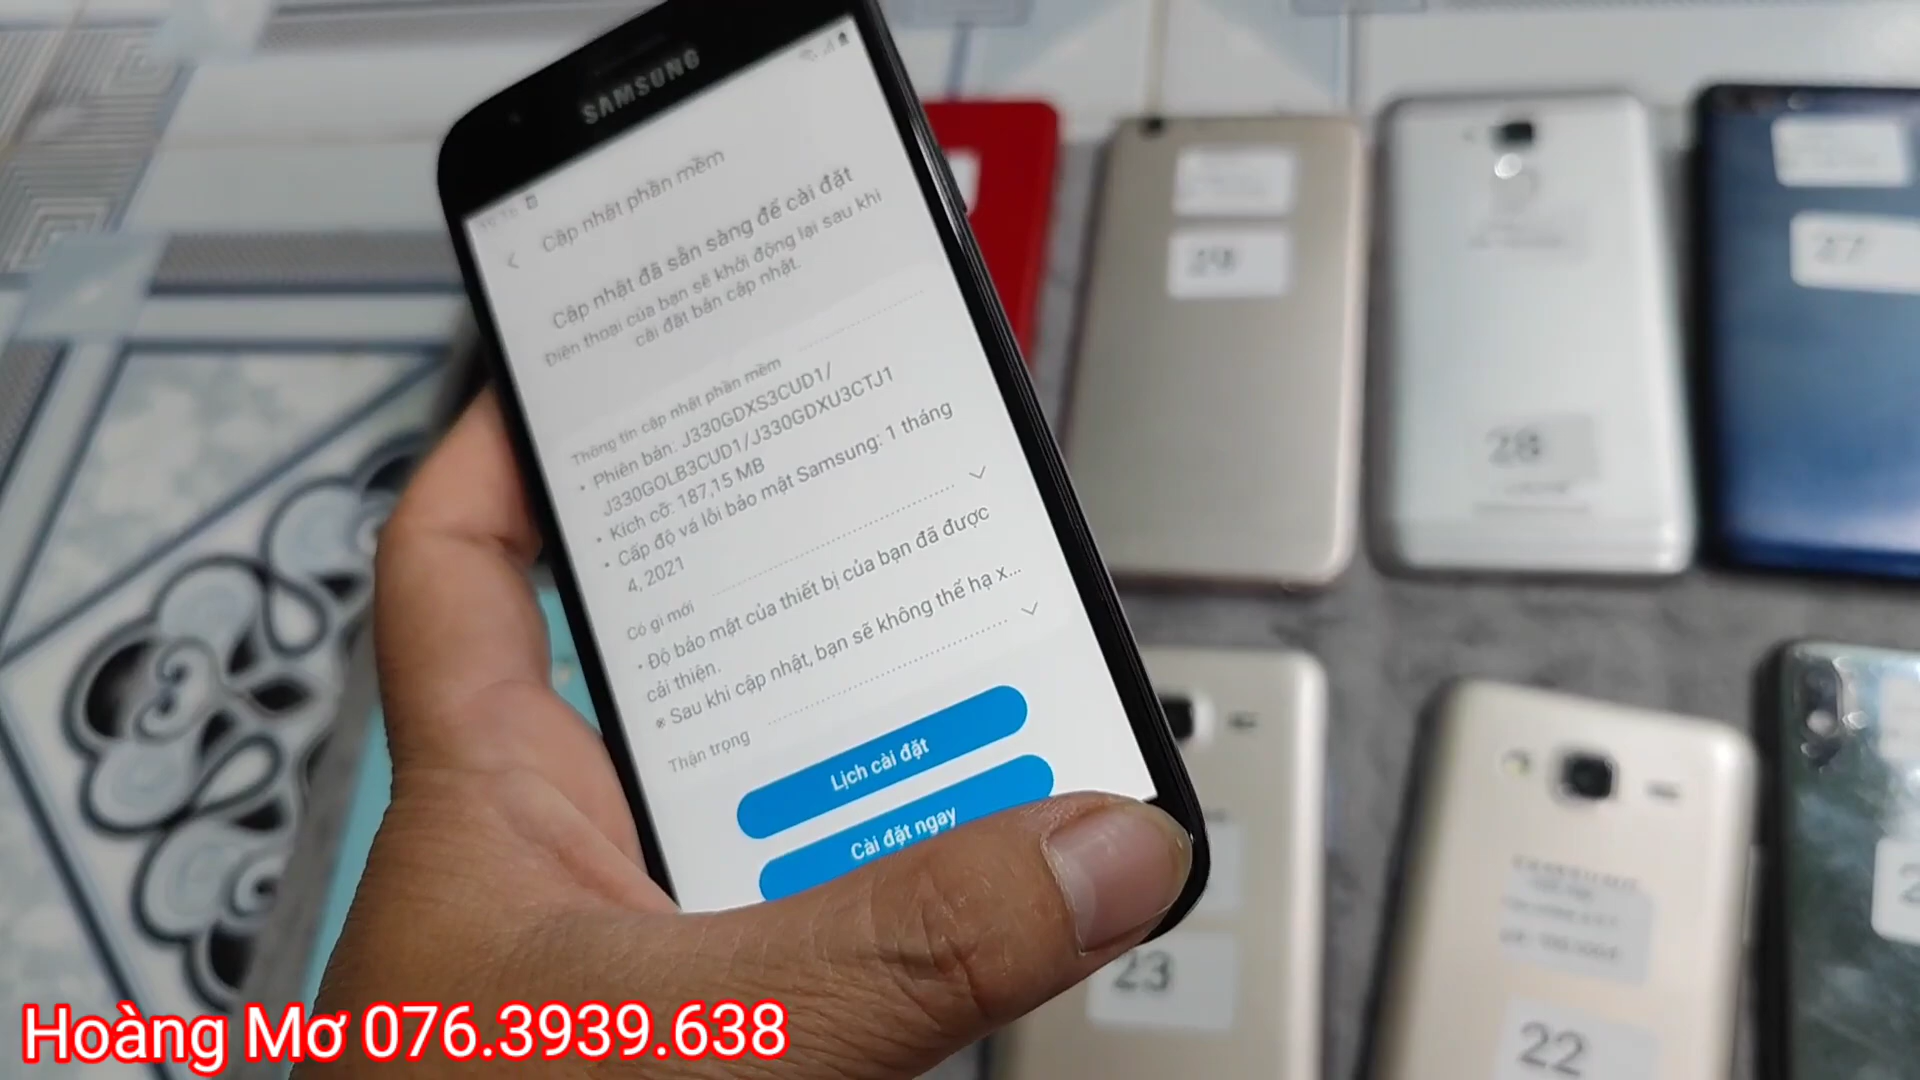 SAMSUNG
Cập nhật phần mềm
Cập nhật đã sẵn sàng để cài đặt
Điện thoại của bạn sẽ khởi động lại sau khi
cài đặt bản cập nhật.
Thông tin cập nhật phần mềm
• Phiên bản: J330GDXS3CUD1/
J330GOLB3CUD1/J330GDXU3CTJ1
• Kích cỡ: 187,15 MB
• Cấp độ vá lỗi bảo mật Samsung: 1 tháng
4, 2021
Có gì mới
• Độ bảo mật của thiết bị của bạn đã được
cải thiện.
※ Sau khi cập nhật, bạn sẽ không thể hạ x...
Thận trọng
Lịch cài đặt
Cài đặt ngay
29
28
27
23
22
Hoàng Mơ 076.3939.638